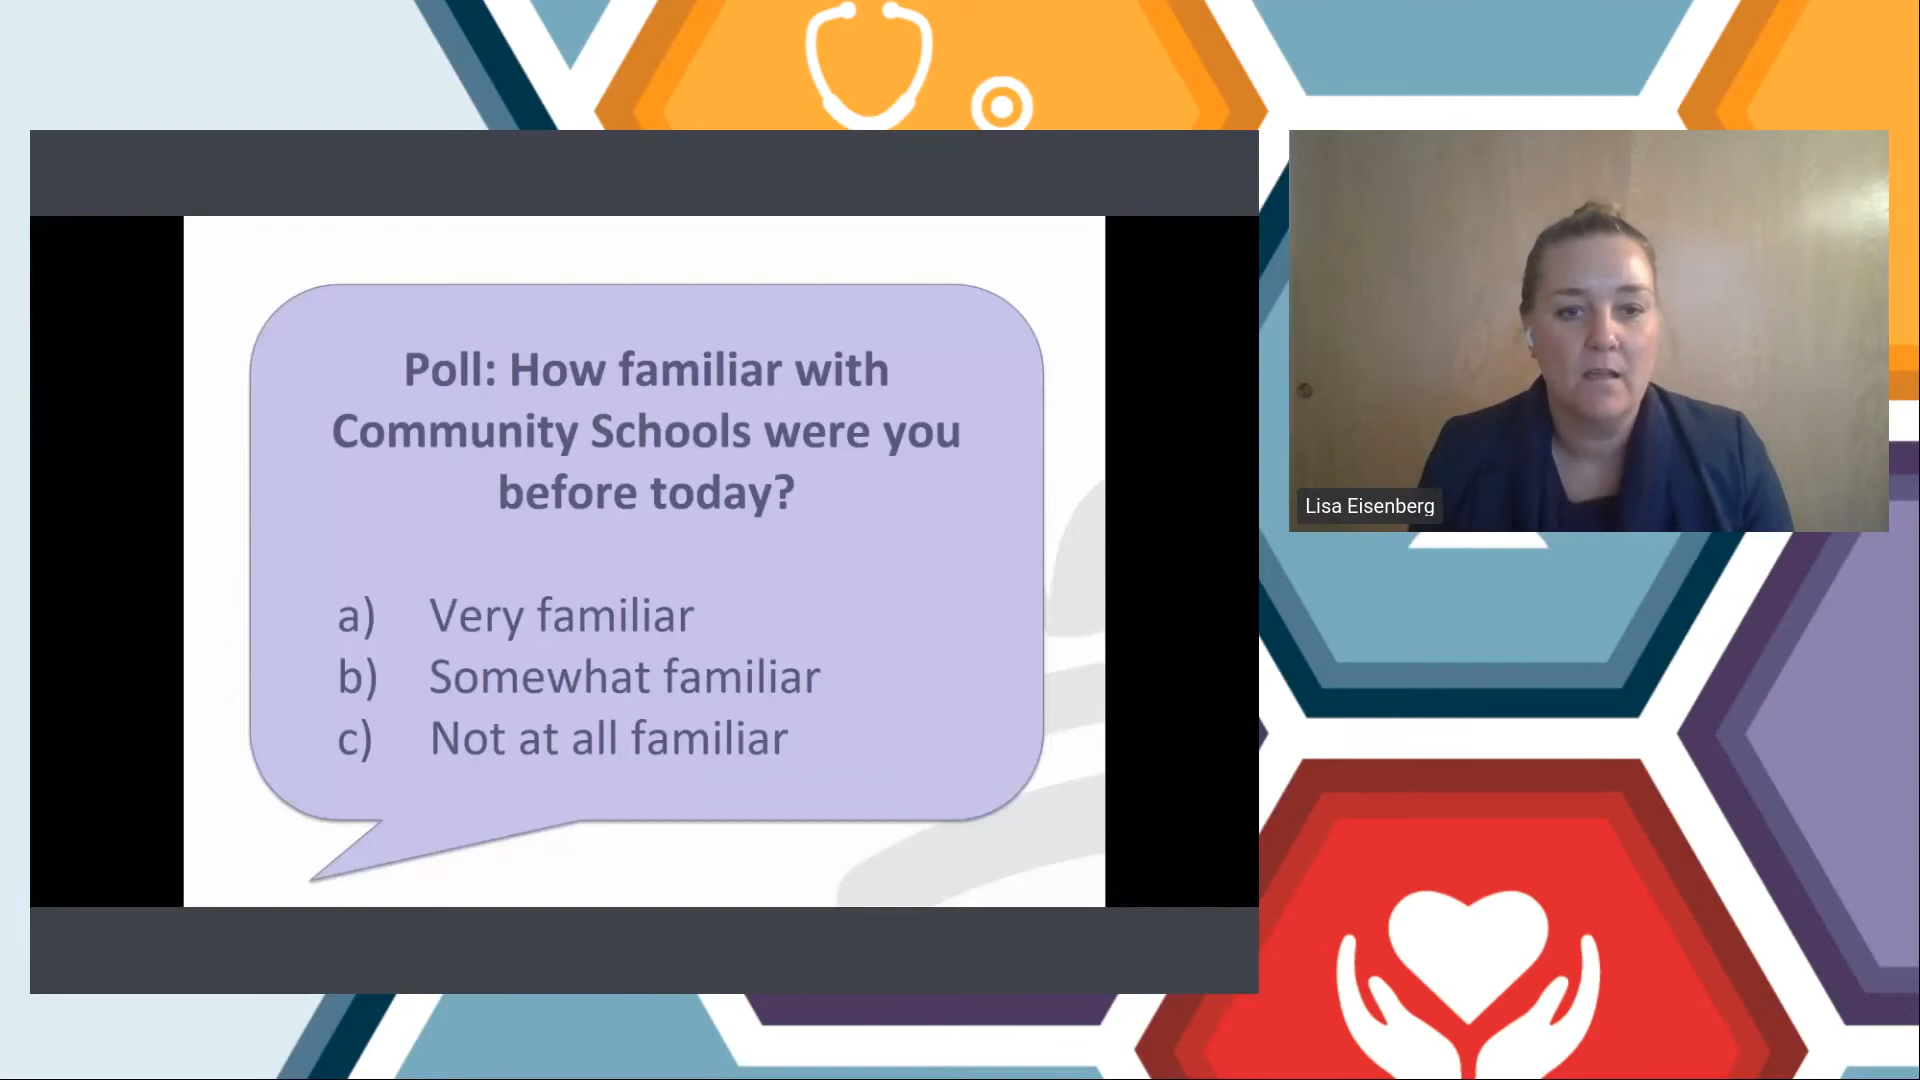 Poll: How familiar with
Community Schools were you
before today?
a) Very familiar
b) Somewhat familiar
c) Not at all familiar
Lisa Eisenberg